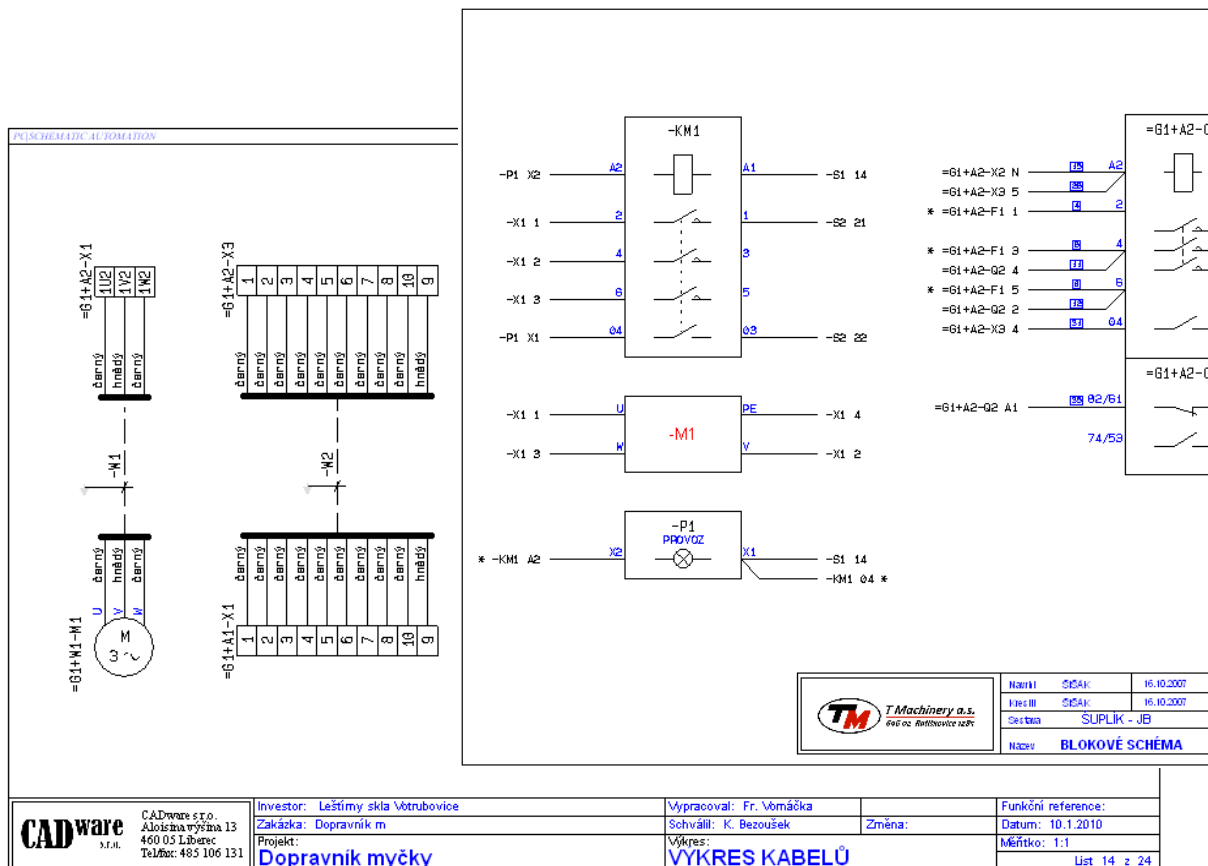 PC|SCHEMATIC AUTOMATION
=G1+A2-X1
1U2
1V2
1W2
černý
hnědý
černý
-W1
černý
hnědý
černý
U
V
W
=G1+W1-M1
M
3 ~
=G1+A2-X3
1 2 3 4 5 6 7 8 10 9
černý
černý
černý
černý
černý
černý
černý
černý
černý
hnědý
-W2
černý
černý
černý
černý
černý
černý
černý
černý
černý
hnědý
=G1+A1-X1
1 2 3 4 5 6 7 8 10 9
-KM1
-P1 X2 A2 A1 -S1 14
-X1 1 2 1 -S2 21
-X1 2 4 3
-X1 3 6 5
-P1 X1 04 03 -S2 22
-X1 1 U PE -X1 4
-M1
-X1 3 W V -X1 2
-P1
PROVOZ
* -KM1 A2 X2 X1 -S1 14
-KM1 04 *
=G1+A2-
=G1+A2-X2 N A2
=G1+A2-X3 5
* =G1+A2-F1 1 4 2
* =G1+A2-F1 3 4
=G1+A2-Q2 4
* =G1+A2-F1 5 6
=G1+A2-Q2 2
=G1+A2-X3 4 04
=G1+A2-
=G1+A2-Q2 A1 02/61
74/53
TM T Machinery a.s.
Navrhl ŠIŠÁK 16.10.2007
Kreslil ŠIŠÁK 16.10.2007
Sestava ŠUPLÍK - JB
Název BLOKOVÉ SCHÉMA
CADware s.r.o.
CADware s.r.o.
Aloisina výšina 13
460 05 Liberec
Tel/fax: 485 106 131
Investor: Leštírny skla Votrubovice
Zakázka: Dopravník m
Projekt:
Dopravník myčky
Vypracoval: Fr. Vomáčka
Schválil: K. Bezoušek
Změna:
Výkres:
VÝKRES KABELŮ
Funkční reference:
Datum: 10.1.2010
Měřítko: 1:1
List 14 z 24